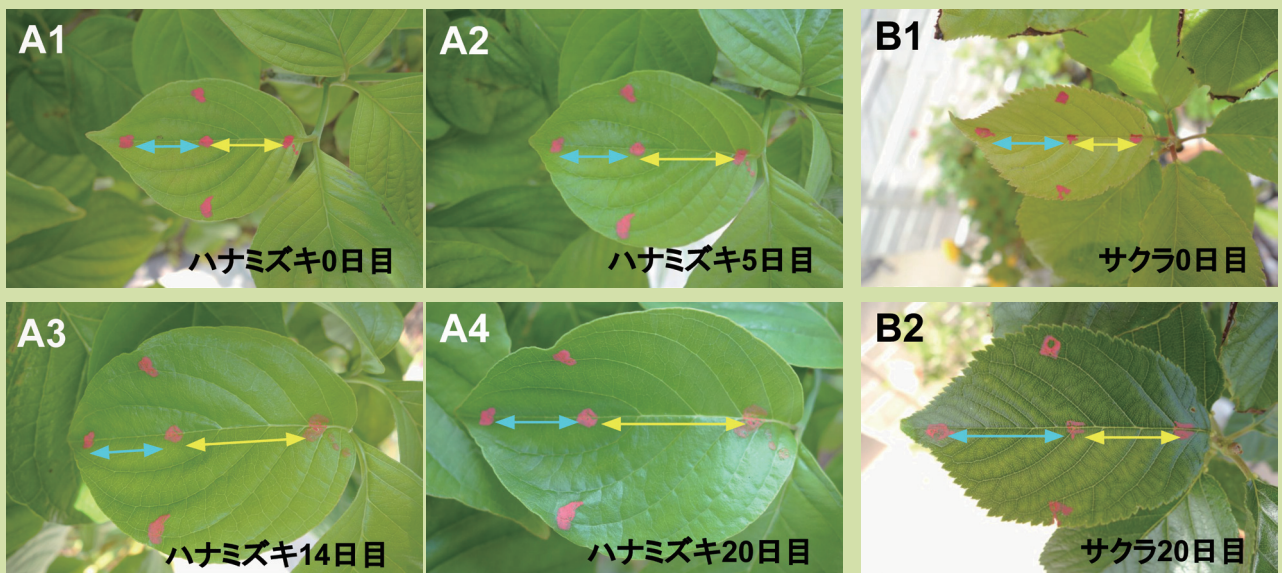 A1
ハナミズキ0日目
A2
ハナミズキ5日目
B1
サクラ0日目
A3
ハナミズキ14日目
A4
ハナミズキ20日目
B2
サクラ20日目